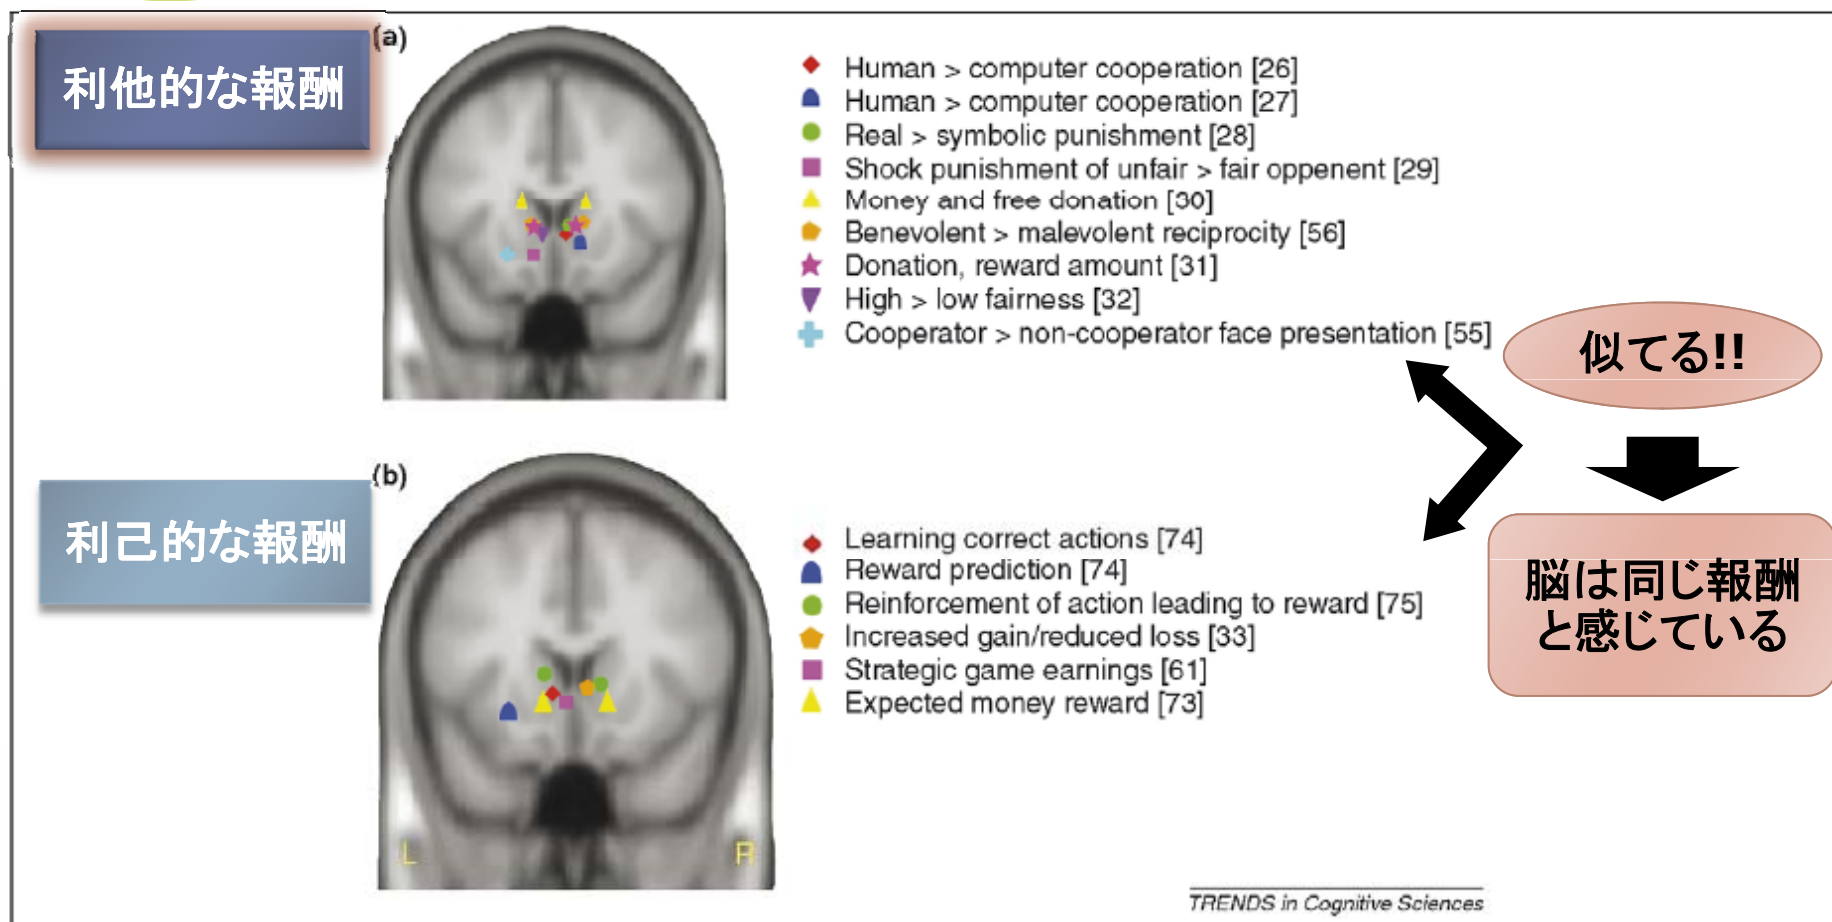 利他的な報酬
(a)
Human > computer cooperation [26]
Human > computer cooperation [27]
Real > symbolic punishment [28]
Shock punishment of unfair > fair oppenent [29]
Money and free donation [30]
Benevolent > malevolent reciprocity [56]
Donation, reward amount [31]
High > low fairness [32]
Cooperator > non-cooperator face presentation [55]
似てる!!
利己的な報酬
(b)
Learning correct actions [74]
Reward prediction [74]
Reinforcement of action leading to reward [75]
Increased gain/reduced loss [33]
Strategic game earnings [61]
Expected money reward [73]
脳は同じ報酬
と感じている
L
R
TRENDS in Cognitive Sciences